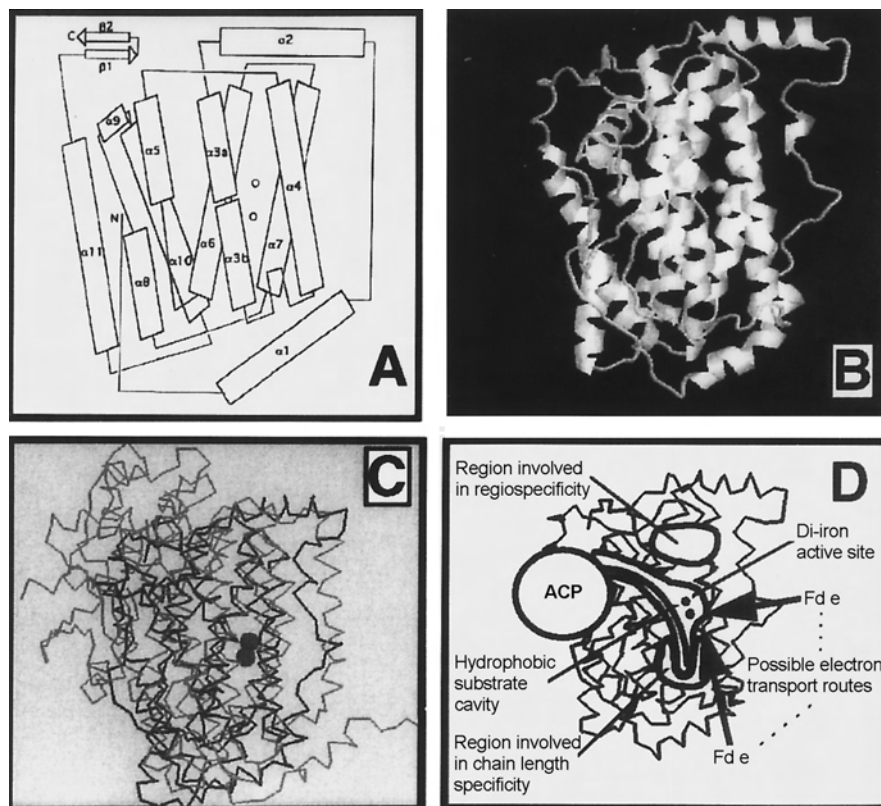 C
β2
β1
α2
α9
α5
α3a
α4
N
α11
α8
α10
α6
α3b
α7
α1
A
B
C
D
Region involved
in regiospecificity
Di-iron
active site
ACP
Fd e
Hydrophobic
substrate
cavity
Possible electron
transport routes
Region involved
in chain length
specificity
Fd e